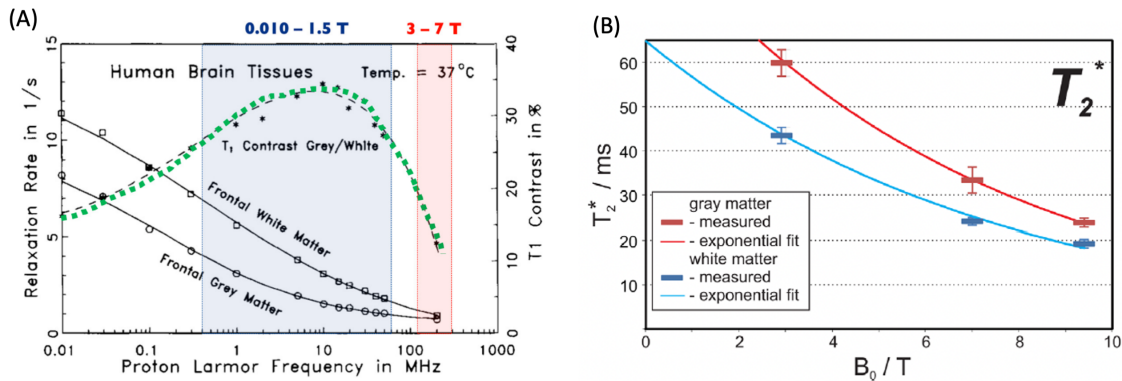 (A)
0.010 – 1.5 T
3 – 7 T
Human Brain Tissues
Temp. = 37°C
T₁ Contrast Grey/White
Frontal White Matter
Frontal Grey Matter
Relaxation Rate in 1/s
15
10
5
0
T1 Contrast in %
40
30
20
10
0
0.01
0.1
1
10
100
1000
Proton Larmor Frequency in MHz
(B)
T₂*
T₂* / ms
60
50
40
30
20
10
gray matter
- measured
- exponential fit
white matter
- measured
- exponential fit
0
2
4
6
8
10
B₀ / T